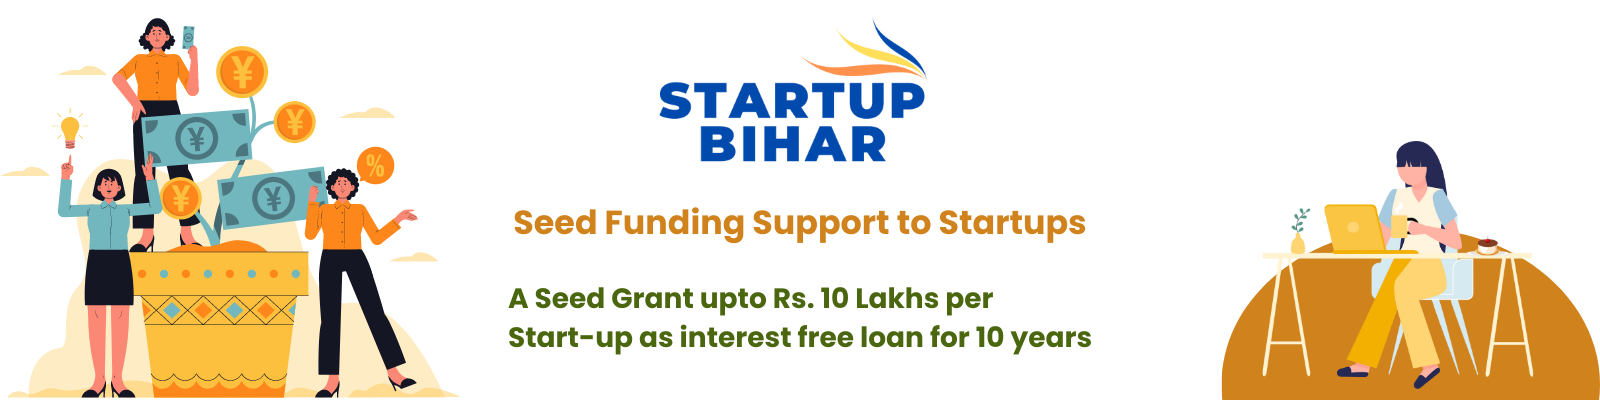 STARTUP
BIHAR
Seed Funding Support to Startups
A Seed Grant upto Rs. 10 Lakhs per
Start-up as interest free loan for 10 years
¥
¥
¥
%
¥
¥